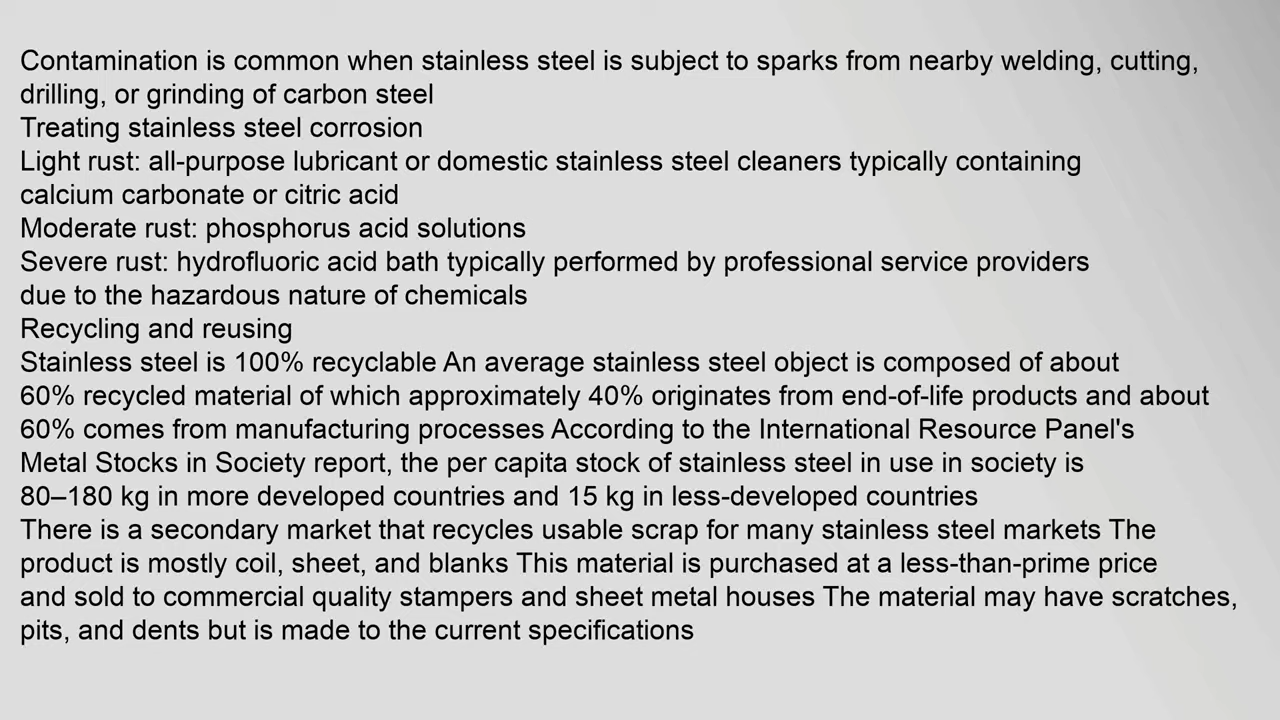 Contamination is common when stainless steel is subject to sparks from nearby welding, cutting,
drilling, or grinding of carbon steel
Treating stainless steel corrosion
Light rust: all-purpose lubricant or domestic stainless steel cleaners typically containing
calcium carbonate or citric acid
Moderate rust: phosphorus acid solutions
Severe rust: hydrofluoric acid bath typically performed by professional service providers
due to the hazardous nature of chemicals
Recycling and reusing
Stainless steel is 100% recyclable An average stainless steel object is composed of about
60% recycled material of which approximately 40% originates from end-of-life products and about
60% comes from manufacturing processes According to the International Resource Panel's
Metal Stocks in Society report, the per capita stock of stainless steel in use in society is
80–180 kg in more developed countries and 15 kg in less-developed countries
There is a secondary market that recycles usable scrap for many stainless steel markets The
product is mostly coil, sheet, and blanks This material is purchased at a less-than-prime price
and sold to commercial quality stampers and sheet metal houses The material may have scratches,
pits, and dents but is made to the current specifications